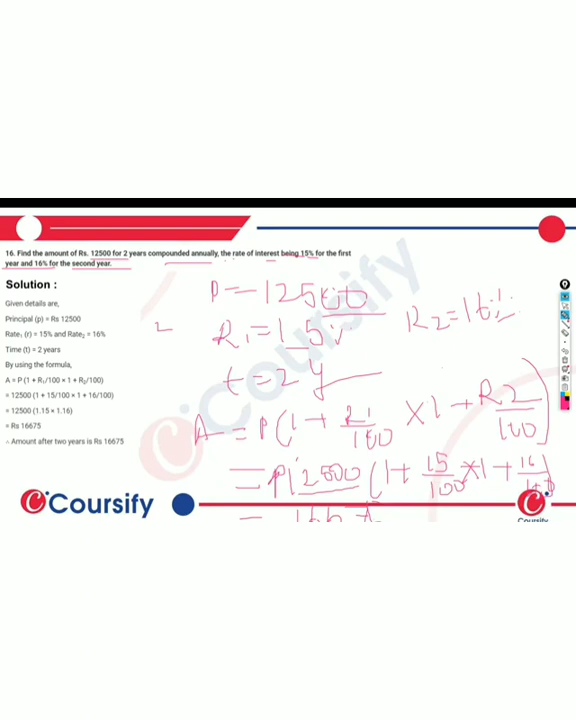 16. Find the amount of Rs. 12500 for 2 years compounded annually, the rate of interest being 15% for the first
year and 16% for the second year.
Solution :
Given details are,
Principal (p) = Rs 12500
Rate₁ (r) = 15% and Rate₂ = 16%
Time (t) = 2 years
By using the formula,
A = P (1 + R₁/100 × 1 + R₂/100)
= 12500 (1 + 15/100 × 1 + 16/100)
= 12500 (1.15 × 1.16)
= Rs 16675
∴ Amount after two years is Rs 16675
P = 12500
R₁ = 15%
R₂ = 16%
t = 2 y
A = P (1 + R1/100 × 1 + R2/100)
= P12500 (1 + 15/100 × 1 + 16/100)
Coursify
Coursify
Coursify